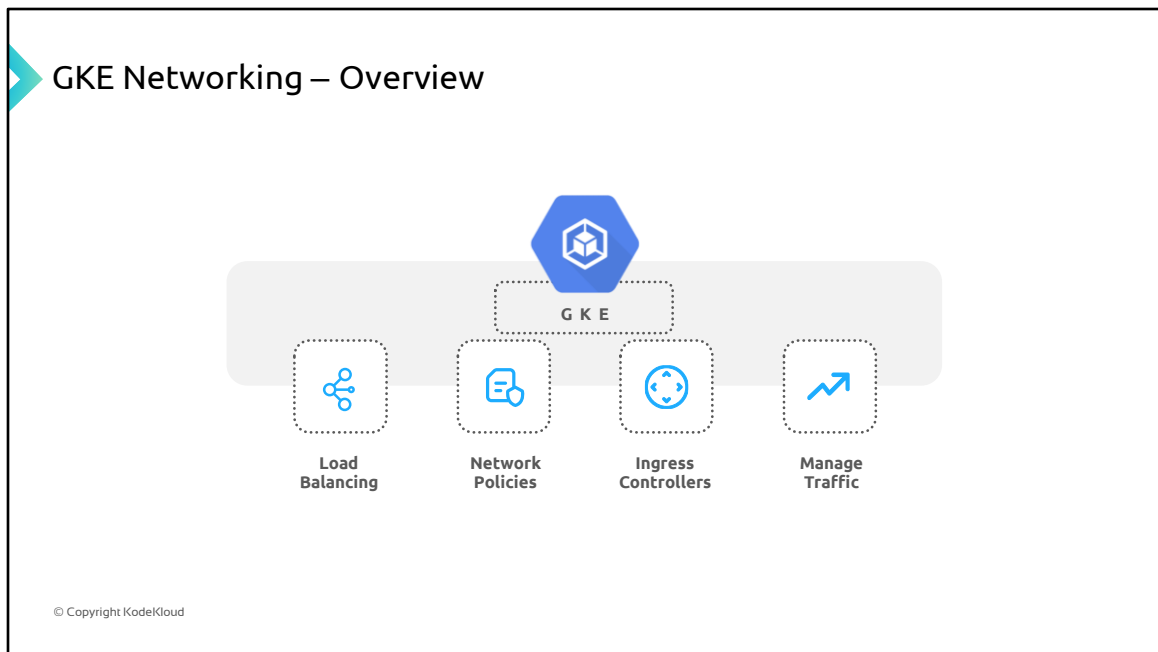 GKE Networking – Overview
G K E
Load
Balancing
Network
Policies
Ingress
Controllers
Manage
Traffic
© Copyright KodeKloud